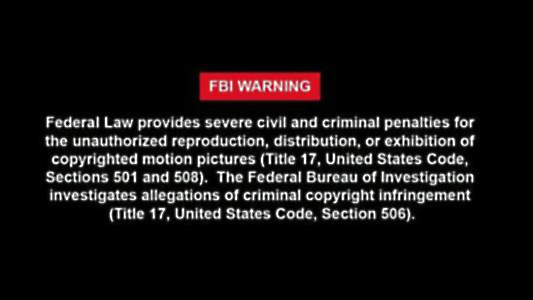 FBI WARNING
Federal Law provides severe civil and criminal penalties for
the unauthorized reproduction, distribution, or exhibition of
copyrighted motion pictures (Title 17, United States Code,
Sections 501 and 508).  The Federal Bureau of Investigation
investigates allegations of criminal copyright infringement
(Title 17, United States Code, Section 506).